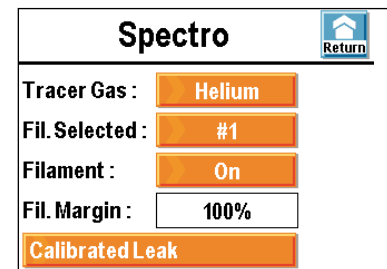 Spectro
Return
Tracer Gas : Helium
Fil. Selected : #1
Filament : On
Fil. Margin : 100%
Calibrated Leak